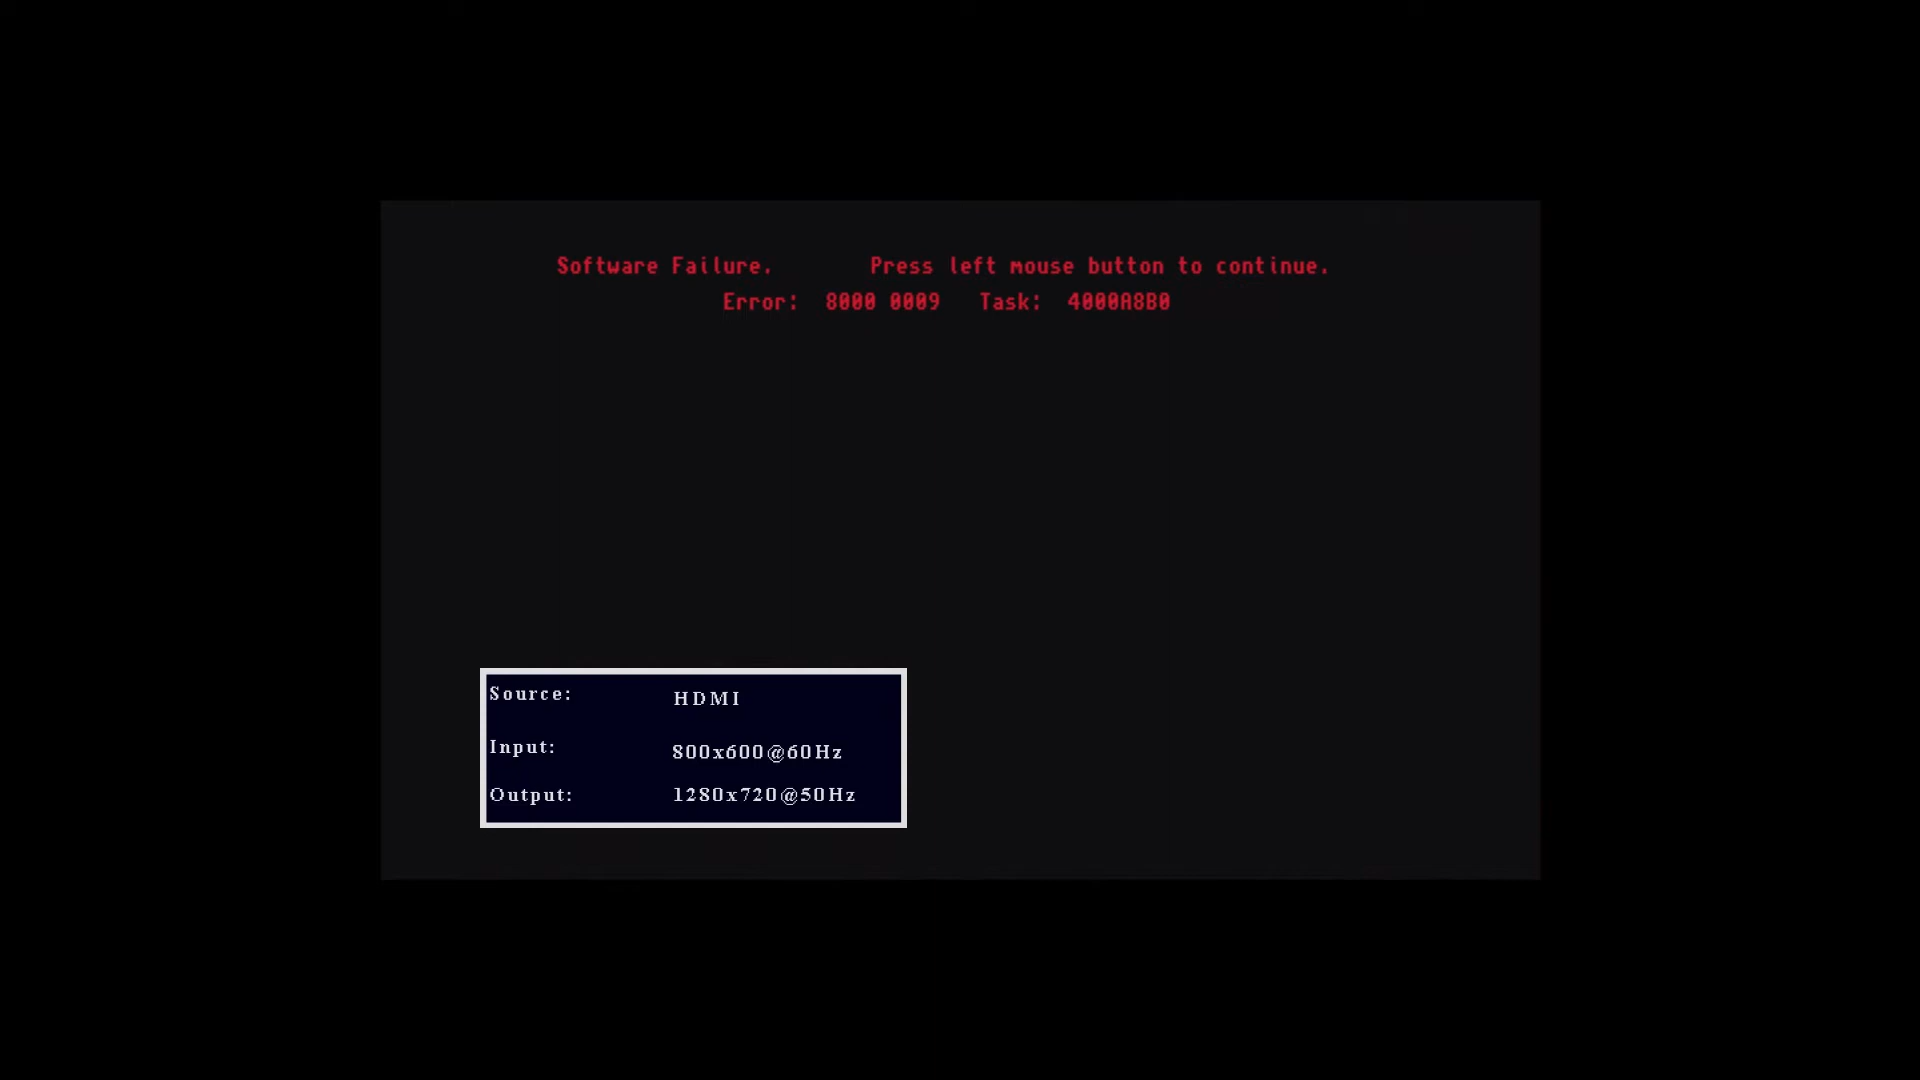 Software Failure. Press left mouse button to continue.
Error: 8000 0009 Task: 4000A8B0
Source: HDMI
Input: 800x600@60Hz
Output: 1280x720@50Hz